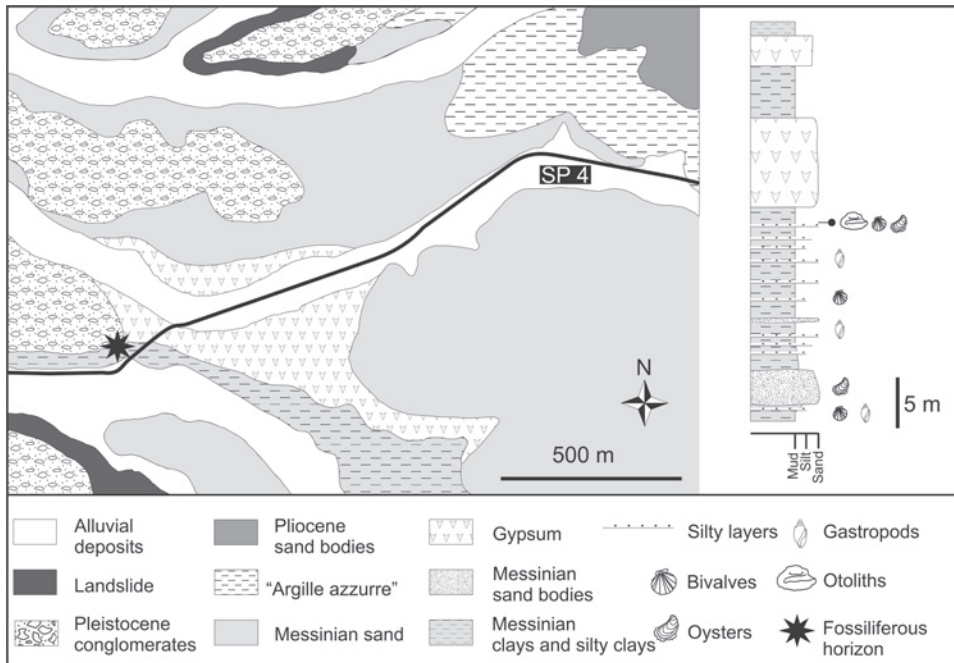 SP 4
N
500 m
5 m
Mud
Silt
Sand
Alluvial
deposits
Pliocene
sand bodies
Gypsum
Silty layers
Gastropods
Landslide
"Argille azzurre"
Messinian
sand bodies
Bivalves
Otoliths
Pleistocene
conglomerates
Messinian sand
Messinian
clays and silty clays
Oysters
Fossiliferous
horizon